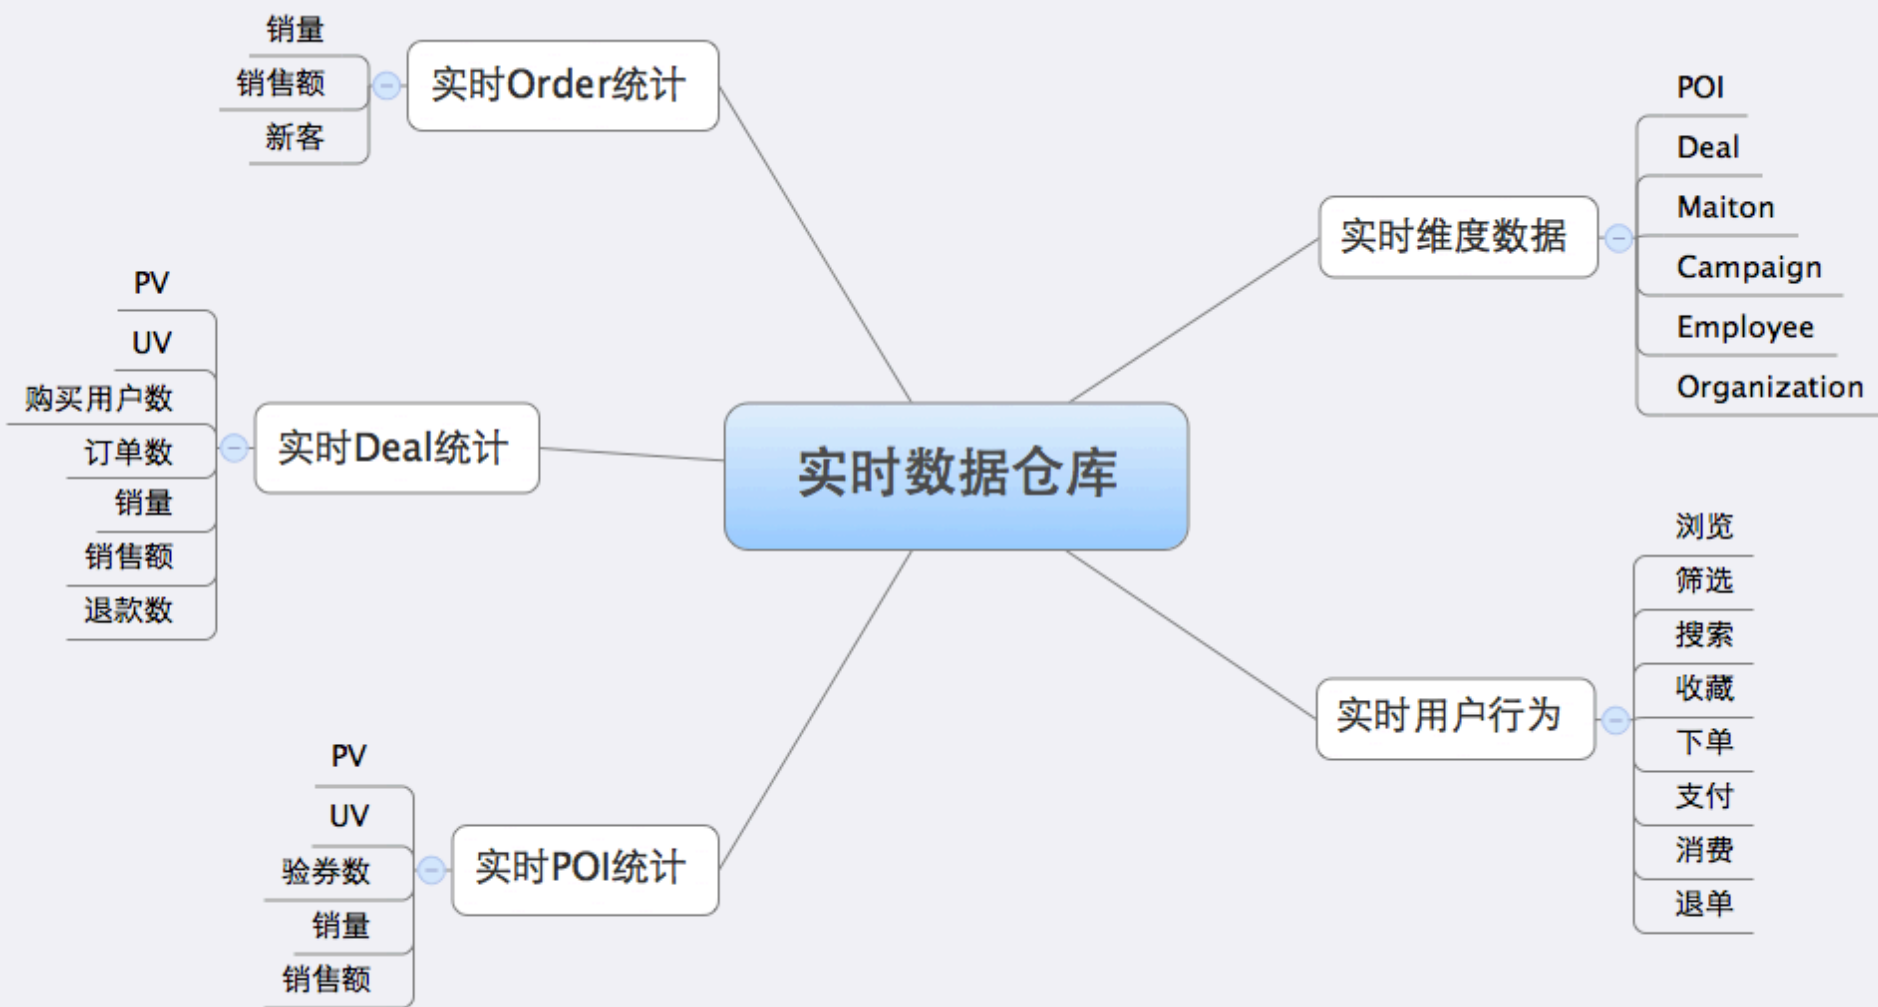 销量
销售额
新客
实时Order统计
PV
UV
购买用户数
订单数
销量
销售额
退款数
实时Deal统计
PV
UV
验券数
销量
销售额
实时POI统计
实时数据仓库
实时维度数据
POI
Deal
Maiton
Campaign
Employee
Organization
实时用户行为
浏览
筛选
搜索
收藏
下单
支付
消费
退单